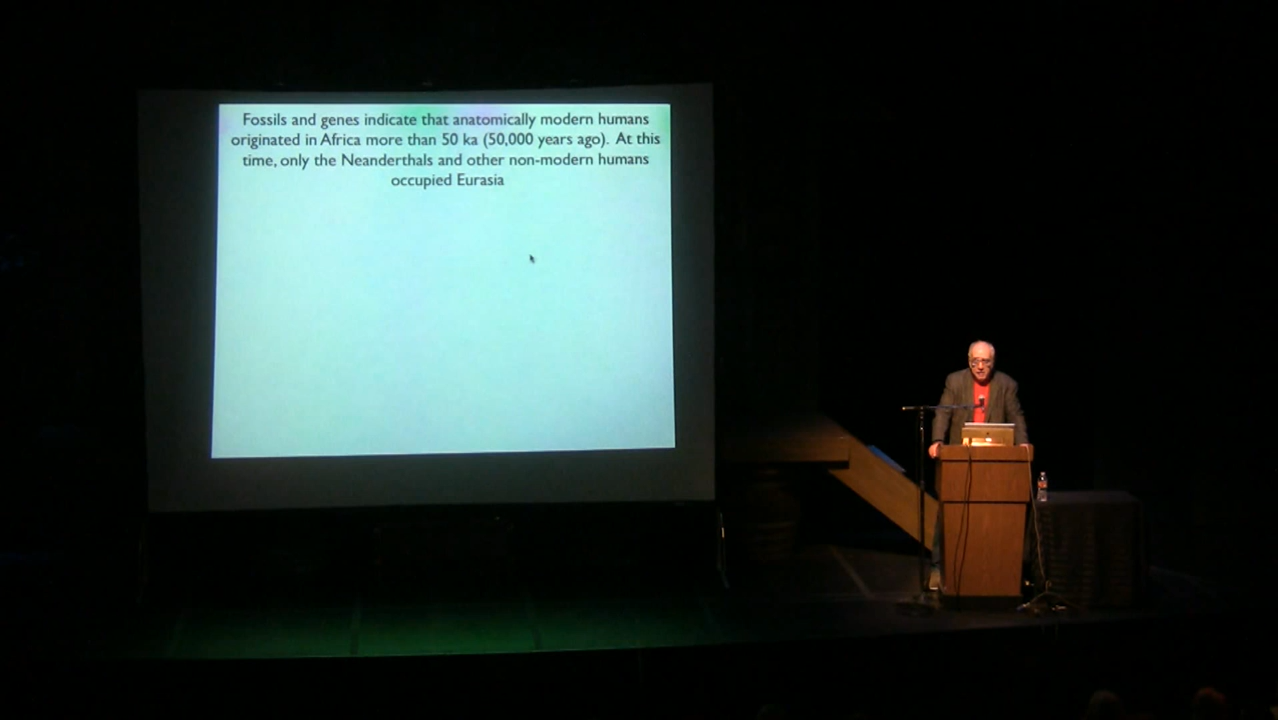 Fossils and genes indicate that anatomically modern humans
originated in Africa more than 50 ka (50,000 years ago). At this
time, only the Neanderthals and other non-modern humans
occupied Eurasia